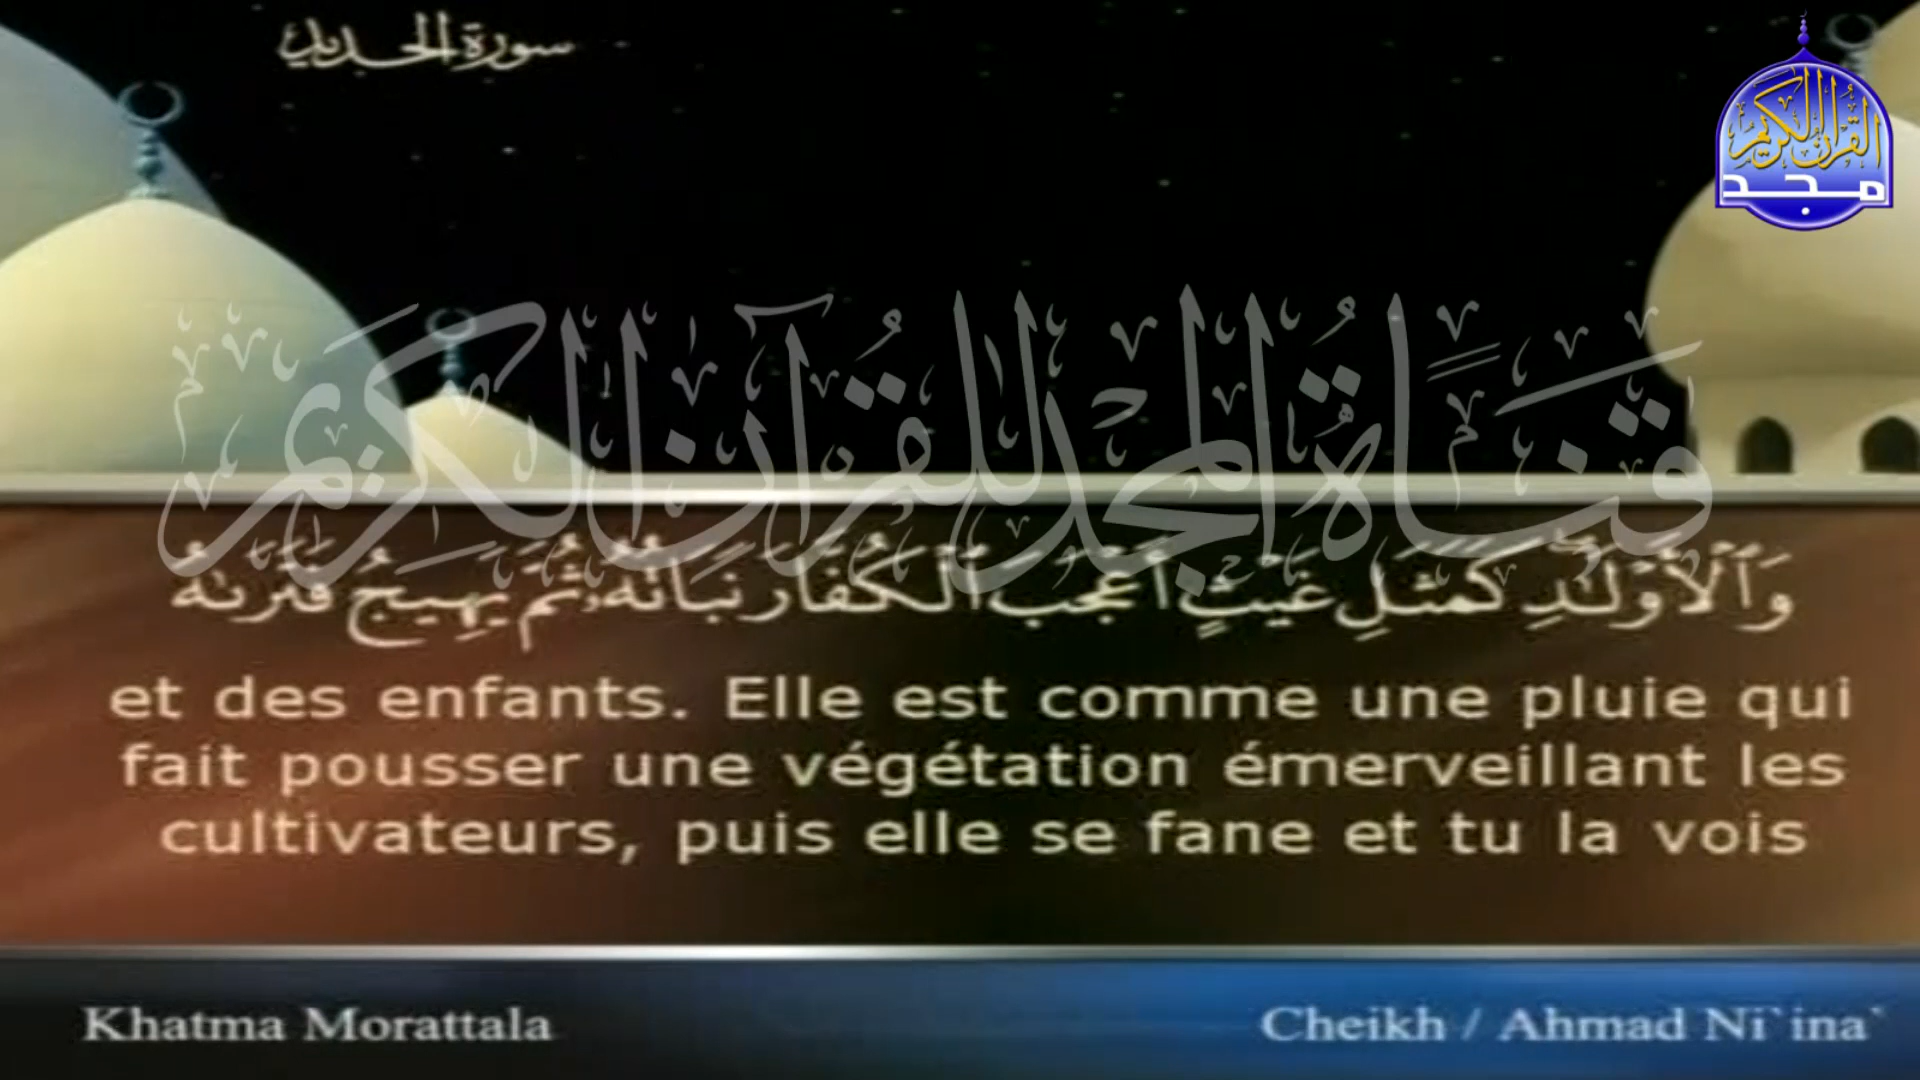 سورة الحديد
القرآن الكريم
مجد
قناة المجد للقرآن الكريم
وَٱلْأَوْلَٰدِ كَمَثَلِ غَيْثٍ أَعْجَبَ ٱلْكُفَّارَ نَبَاتُهُۥ ثُمَّ يَهِيجُ فَتَرَىٰهُ
et des enfants. Elle est comme une pluie qui
fait pousser une végétation émerveillant les
cultivateurs, puis elle se fane et tu la vois
Khatma Morattala
Cheikh / Ahmad Ni`ina`